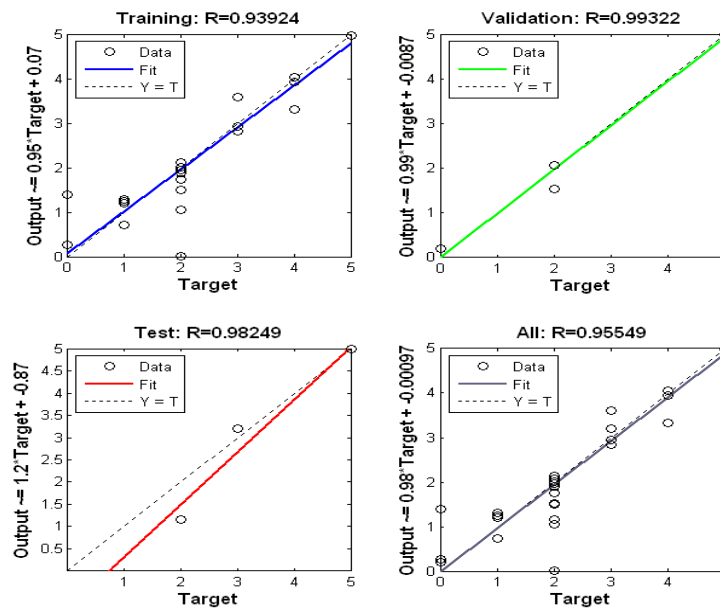 Training: R=0.93924
Output ~= 0.95*Target + 0.07
5
4
3
2
1
0
Data
Fit
Y = T
0 1 2 3 4 5
Target
Validation: R=0.99322
Output ~= 0.99*Target + -0.0087
5
4
3
2
1
0
Data
Fit
Y = T
0 1 2 3 4
Target
Test: R=0.98249
Output ~= 1.2*Target + -0.87
5
4.5
4
3.5
3
2.5
2
1.5
1
0.5
Data
Fit
Y = T
1 2 3 4 5
Target
All: R=0.95549
Output ~= 0.98*Target + -0.00097
5
4
3
2
1
0
Data
Fit
Y = T
0 1 2 3 4
Target